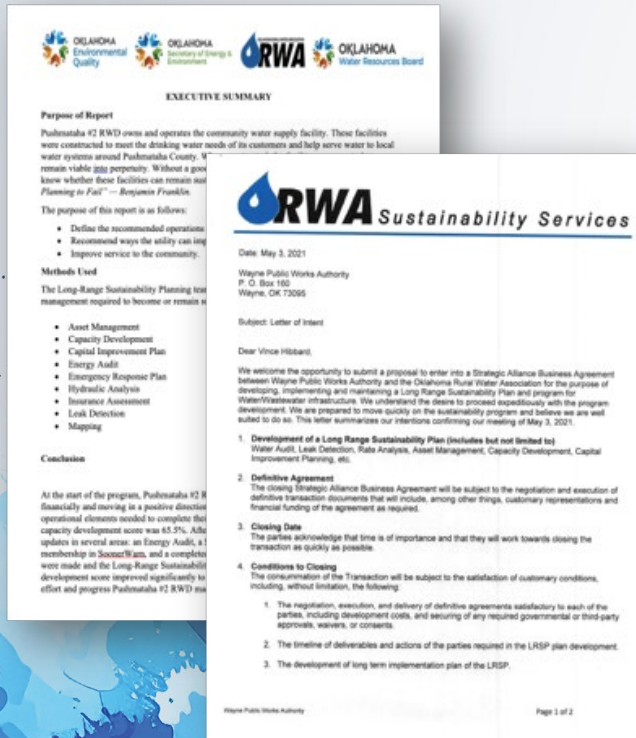 OKLAHOMA
Environmental
Quality
OKLAHOMA
Secretary of Energy &
Environment
ORWA
OKLAHOMA
Water Resources Board
EXECUTIVE SUMMARY
Purpose of Report
Pushmataha #2 RWD owns and operates the community water supply facility. These facilities
were constructed to meet the drinking water needs of its customers and help serve water to local
water systems around Pushmataha County.
remain viable into perpetuity. Without a good
know whether these facilities can remain
Planning to Fail" — Benjamin Franklin.
The purpose of this report is as follows:
• Define the recommended operations
• Recommend ways the utility can
• Improve service to the community.
Methods Used
The Long-Range Sustainability Planning
management required to become or remain
• Asset Management
• Capacity Development
• Capital Improvement Plan
• Energy Audit
• Emergency Response Plan
• Hydraulic Analysis
• Insurance Assessment
• Leak Detection
• Mapping
Conclusion
At the start of the program, Pushmataha #2
financially and moving in a positive direction
operational elements needed to complete
capacity development score was 65.5%.
updates in several areas: an Energy Audit, a
membership in SoonerWarn, and a
were made and the Long-Range
development score improved significantly to
effort and progress Pushmataha #2 RWD
ORWA Sustainability Services
Date: May 3, 2021
Wayne Public Works Authority
P. O. Box 160
Wayne, OK 73095
Subject: Letter of Intent
Dear Vince Hibbard,
We welcome the opportunity to submit a proposal to enter into a Strategic Alliance Business Agreement
between Wayne Public Works Authority and the Oklahoma Rural Water Association for the purpose of
developing, implementing and maintaining a Long Range Sustainability Plan and program for
Water/Wastewater infrastructure. We understand the desire to proceed expeditiously with the program
development. We are prepared to move quickly on the sustainability program and believe we are well
suited to do so. This letter summarizes our intentions confirming our meeting of May 3, 2021.
1. Development of a Long Range Sustainability Plan (includes but not limited to)
Water Audit, Leak Detection, Rate Analysis, Asset Management, Capacity Development, Capital
Improvement Planning, etc.
2. Definitive Agreement
The closing Strategic Alliance Business Agreement will be subject to the negotiation and execution of
definitive transaction documents that will include, among other things, customary representations and
financial funding of the agreement as required.
3. Closing Date
The parties acknowledge that time is of importance and that they will work towards closing the
transaction as quickly as possible.
4. Conditions to Closing
The consummation of the Transaction will be subject to the satisfaction of customary conditions,
including, without limitation, the following:
1. The negotiation, execution, and delivery of definitive agreements satisfactory to each of the
parties, including development costs, and securing of any required governmental or third-party
approvals, waivers, or consents.
2. The timeline of deliverables and actions of the parties required in the LRSP plan development.
3. The development of long term implementation plan of the LRSP.
Wayne Public Works Authority
Page 1 of 2